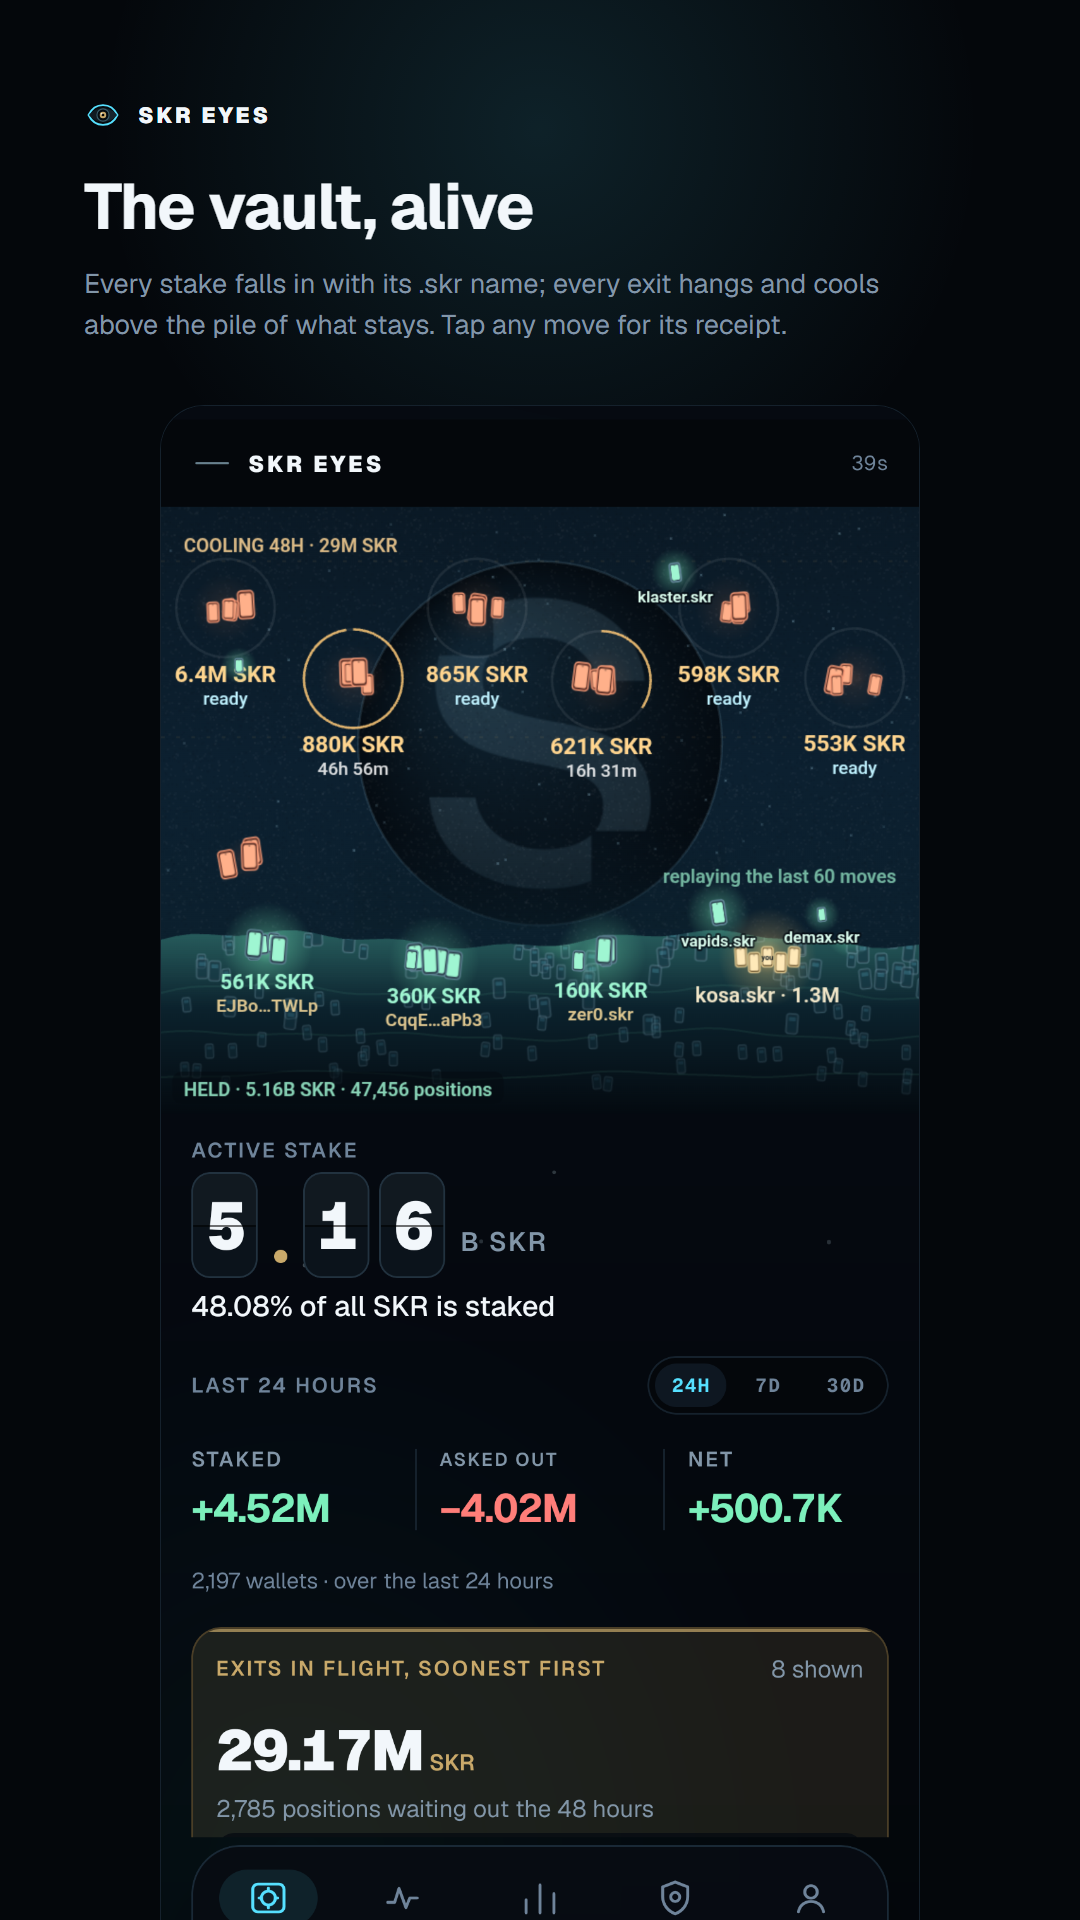 SKR EYES
The vault, alive
Every stake falls in with its .skr name; every exit hangs and cools
above the pile of what stays. Tap any move for its receipt.
SKR EYES
39s
COOLING 48H · 29M SKR
klaster.skr
6.4M SKR
ready
865K SKR
ready
598K SKR
ready
880K SKR
46h 56m
621K SKR
16h 31m
553K SKR
ready
replaying the last 60 moves
vapids.skr
demax.skr
you
561K SKR
EJBo...TWLp
360K SKR
CqqE...aPb3
160K SKR
zer0.skr
kosa.skr · 1.3M
HELD · 5.16B SKR · 47,456 positions
ACTIVE STAKE
5.16 B SKR
48.08% of all SKR is staked
LAST 24 HOURS
24H 7D 30D
STAKED ASKED OUT NET
+4.52M −4.02M +500.7K
2,197 wallets · over the last 24 hours
EXITS IN FLIGHT, SOONEST FIRST
8 shown
29.17M SKR
2,785 positions waiting out the 48 hours